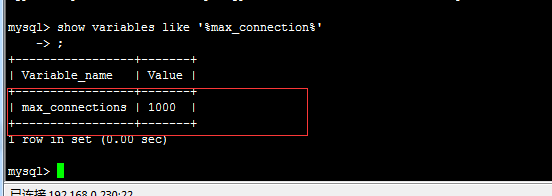 mysql> show variables like '%max_connection%'
    -> ;
+-----------------+-------+
| Variable_name   | Value |
+-----------------+-------+
| max_connections | 1000  |
+-----------------+-------+
1 row in set (0.00 sec)
mysql>
已连接 192.168.0.230:22